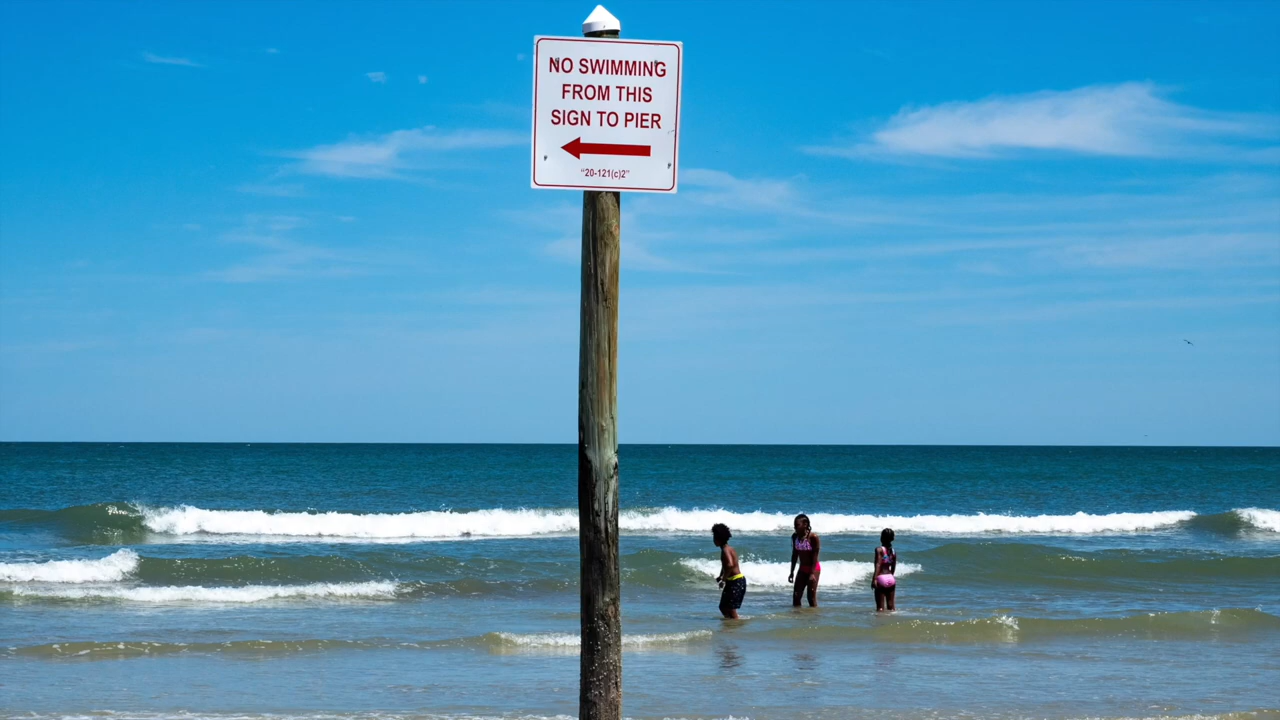 NO SWIMMING
FROM THIS
SIGN TO PIER
"20-121(c)2"